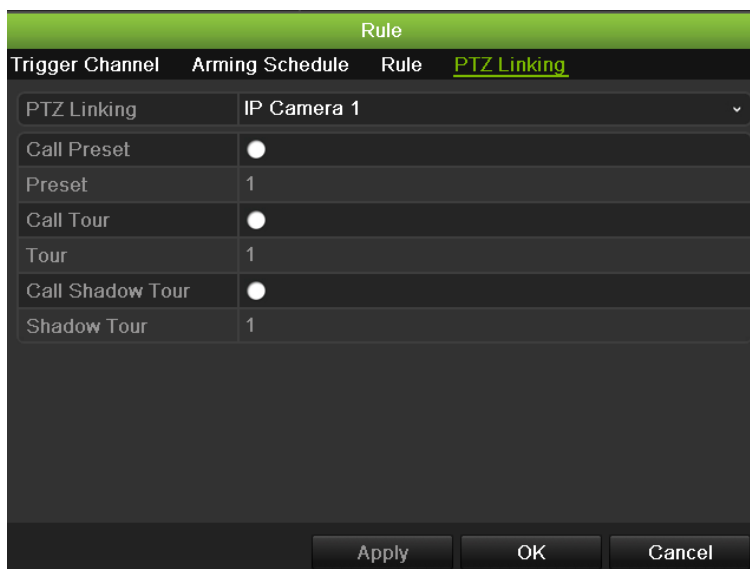 Rule
Trigger Channel Arming Schedule Rule PTZ Linking
PTZ Linking IP Camera 1
Call Preset
Preset 1
Call Tour
Tour 1
Call Shadow Tour
Shadow Tour 1
Apply OK Cancel